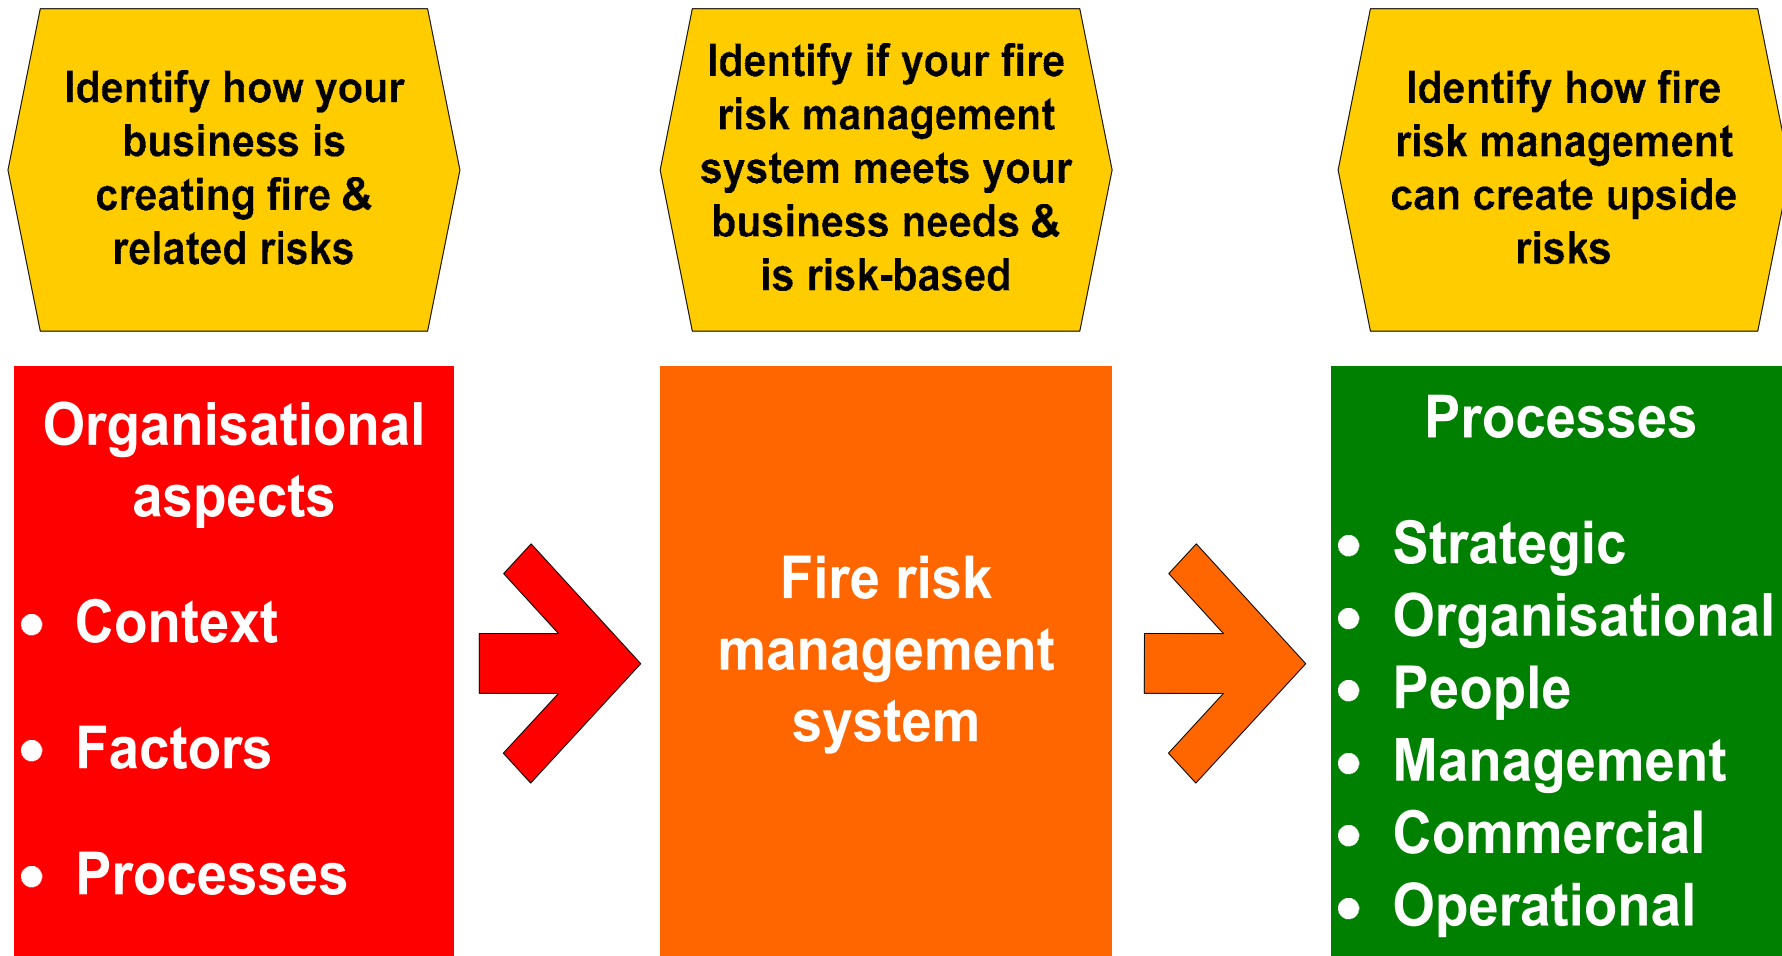 Identify how your
business is
creating fire &
related risks
Identify if your fire
risk management
system meets your
business needs &
is risk-based
Identify how fire
risk management
can create upside
risks
Organisational
aspects
• Context
• Factors
• Processes
Fire risk
management
system
Processes
• Strategic
• Organisational
• People
• Management
• Commercial
• Operational